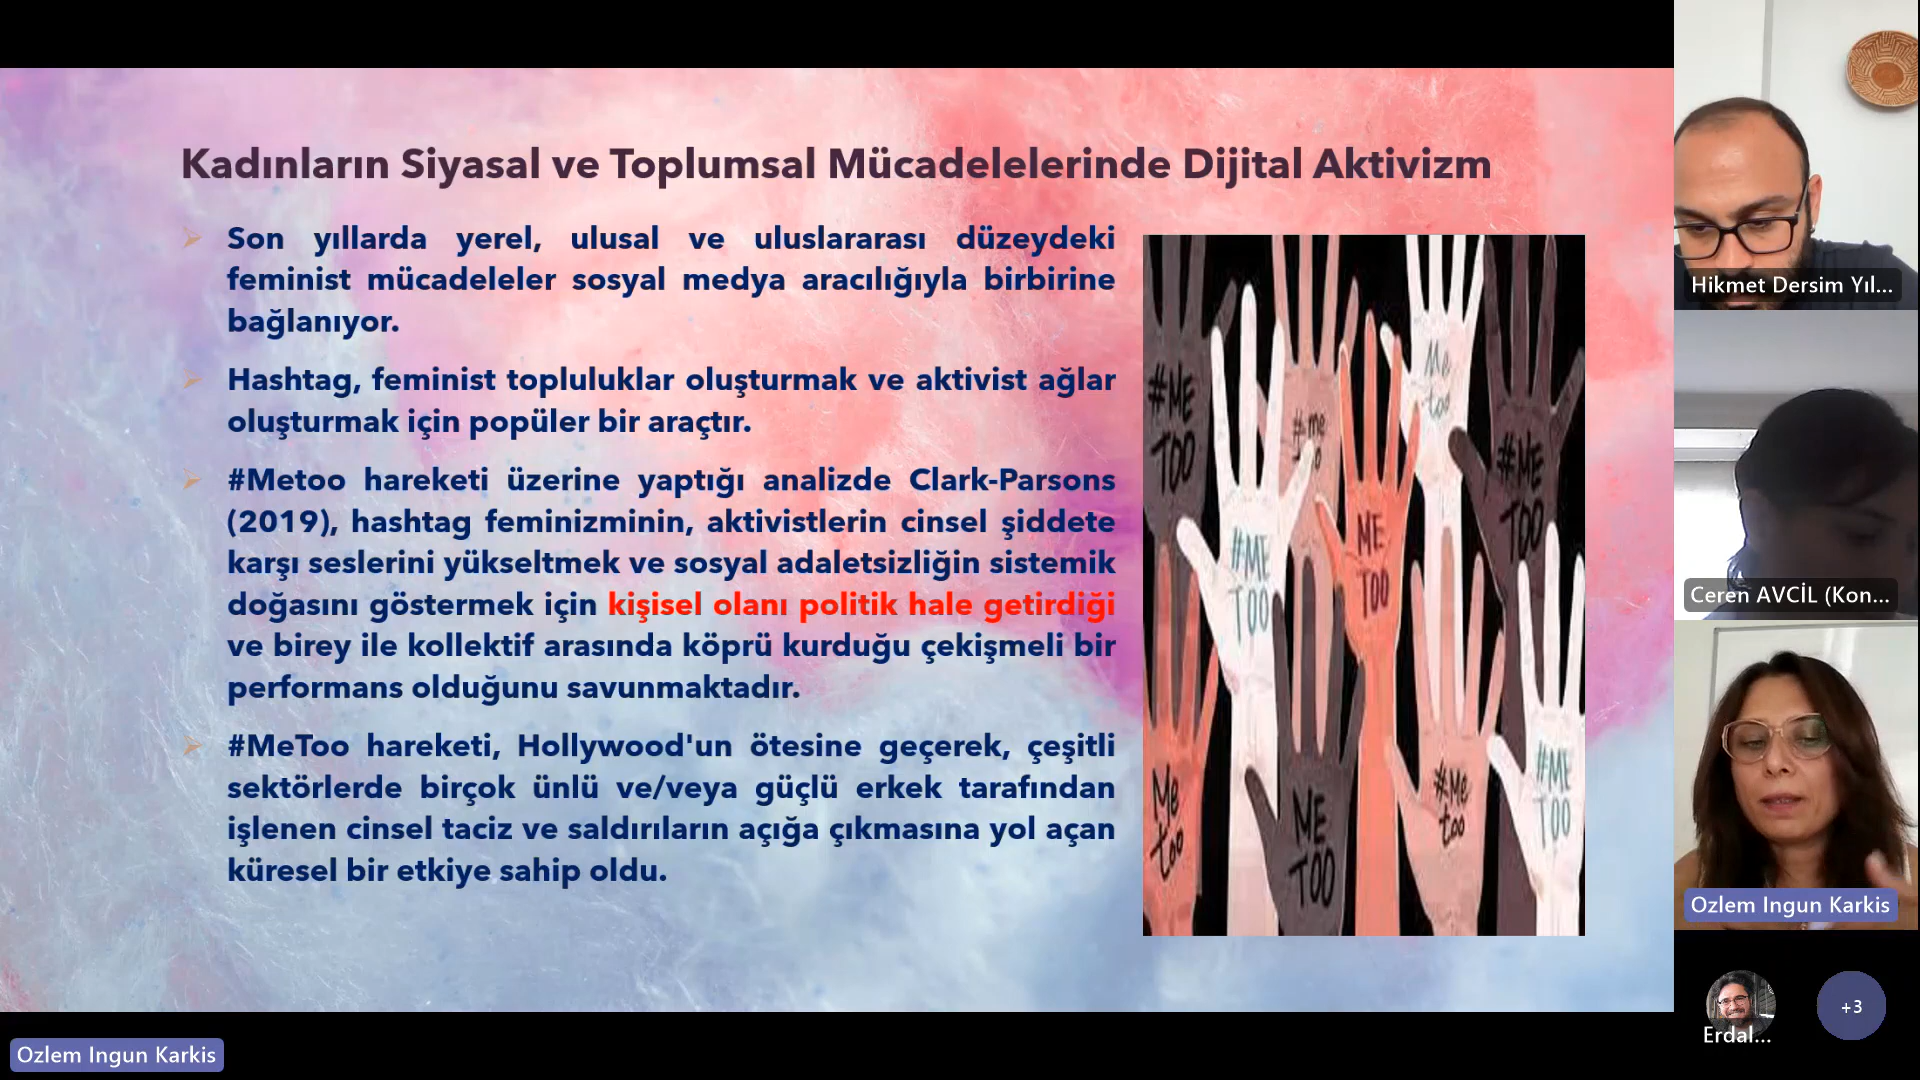 Kadınların Siyasal ve Toplumsal Mücadelelerinde Dijital Aktivizm
Son yıllarda yerel, ulusal ve uluslararası düzeydeki
feminist mücadeleler sosyal medya aracılığıyla birbirine
bağlanıyor.
Hashtag, feminist topluluklar oluşturmak ve aktivist ağlar
oluşturmak için popüler bir araçtır.
#Metoo hareketi üzerine yaptığı analizde Clark-Parsons
(2019), hashtag feminizminin, aktivistlerin cinsel şiddete
karşı seslerini yükseltmek ve sosyal adaletsizliğin sistemik
doğasını göstermek için kişisel olanı politik hale getirdiği
ve birey ile kollektif arasında köprü kurduğu çekişmeli bir
performans olduğunu savunmaktadır.
#MeToo hareketi, Hollywood'un ötesine geçerek, çeşitli
sektörlerde birçok ünlü ve/veya güçlü erkek tarafından
işlenen cinsel taciz ve saldırıların açığa çıkmasına yol açan
küresel bir etkiye sahip oldu.
#ME
TOO
#me
Me
too
#ME
TOO
#ME
TOO
ME
TOO
Me
too
ME
TOO
#Me
too
#ME
TOO
Hikmet Dersim Yıl...
Ceren AVCİL (Kon...
Ozlem Ingun Karkis
Erdal...
+3
Ozlem Ingun Karkis